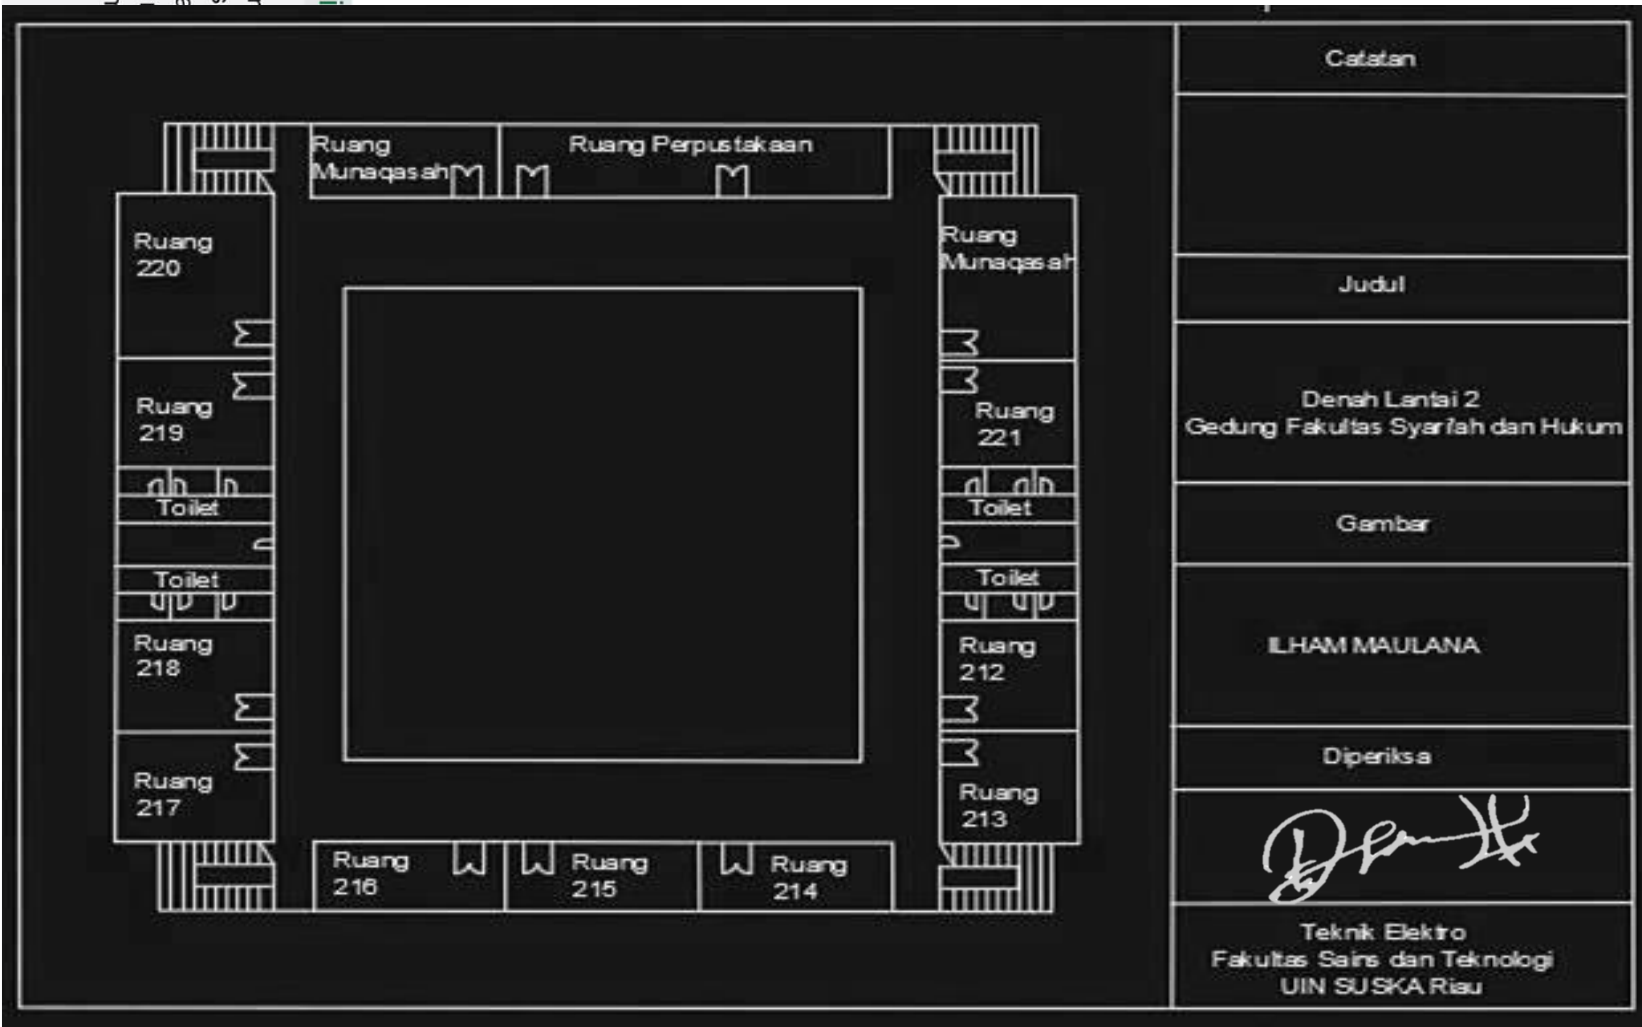 Catatan
Judul
Denah Lantai 2
Gedung Fakultas Syari'ah dan Hukum
Gambar
ILHAM MAULANA
Diperiksa
Teknik Elektro
Fakultas Sains dan Teknologi
UIN SUSKA Riau
Ruang
Munaqasah
Ruang Perpustakaan
Ruang
220
Ruang
Munaqasah
Ruang
219
Ruang
221
Toilet
Toilet
Toilet
Toilet
Ruang
218
Ruang
212
Ruang
217
Ruang
213
Ruang
216
Ruang
215
Ruang
214